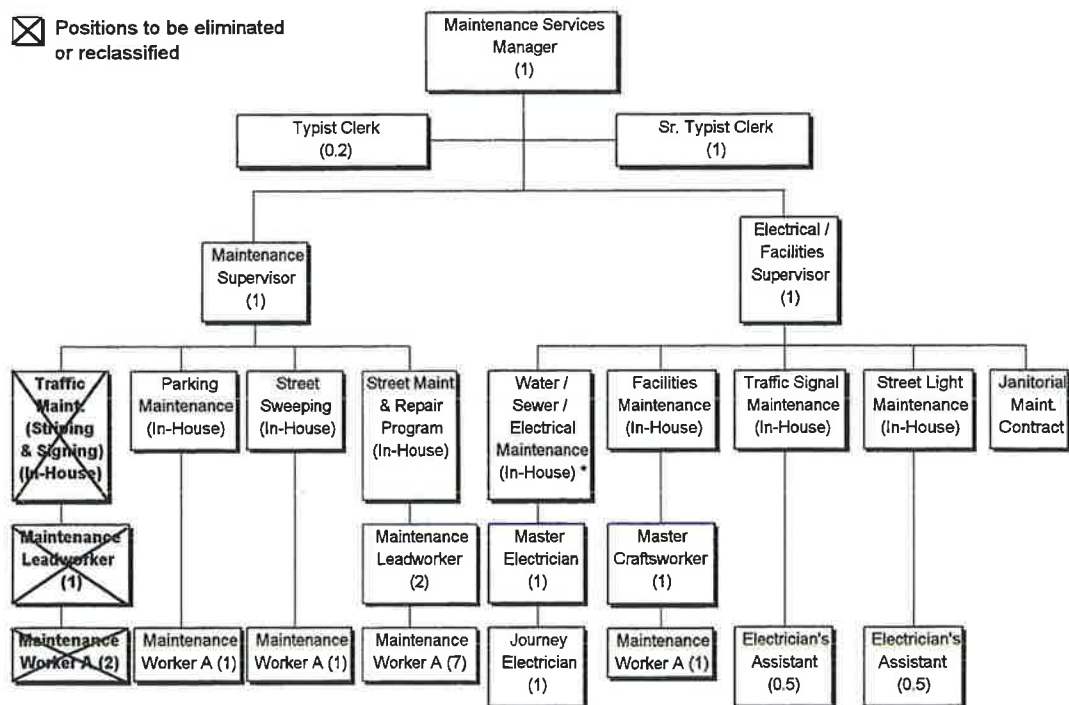 Positions to be eliminated
or reclassified
Maintenance Services
Manager
(1)
Typist Clerk
(0.2)
Sr. Typist Clerk
(1)
Maintenance
Supervisor
(1)
Electrical /
Facilities
Supervisor
(1)
Traffic
Maint.
(Striping
& Signing)
(In-House)
Parking
Maintenance
(In-House)
Street
Sweeping
(In-House)
Street Maint
& Repair
Program
(In-House)
Water /
Sewer /
Electrical
Maintenance
(In-House) *
Facilities
Maintenance
(In-House)
Traffic Signal
Maintenance
(In-House)
Street Light
Maintenance
(In-House)
Janitorial
Maint.
Contract
Maintenance
Leadworker
(1)
Maintenance
Leadworker
(2)
Master
Electrician
(1)
Master
Craftsworker
(1)
Maintenance
Worker A (2)
Maintenance
Worker A (1)
Maintenance
Worker A (1)
Maintenance
Worker A (7)
Journey
Electrician
(1)
Maintenance
Worker A (1)
Electrician's
Assistant
(0.5)
Electrician's
Assistant
(0.5)